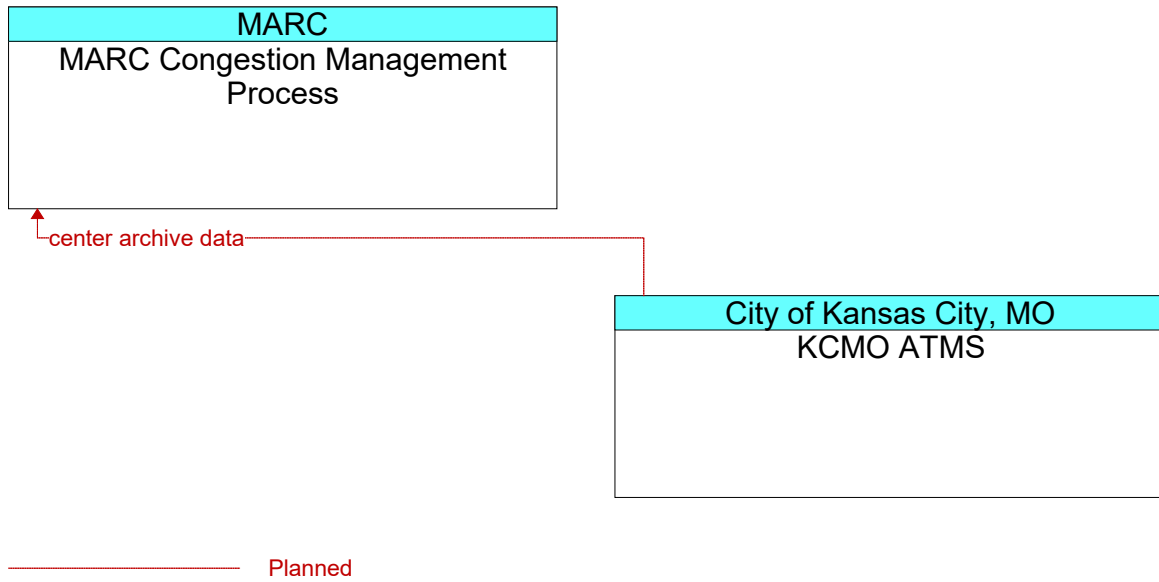 MARC
MARC Congestion Management
Process
center archive data
City of Kansas City, MO
KCMO ATMS
Planned